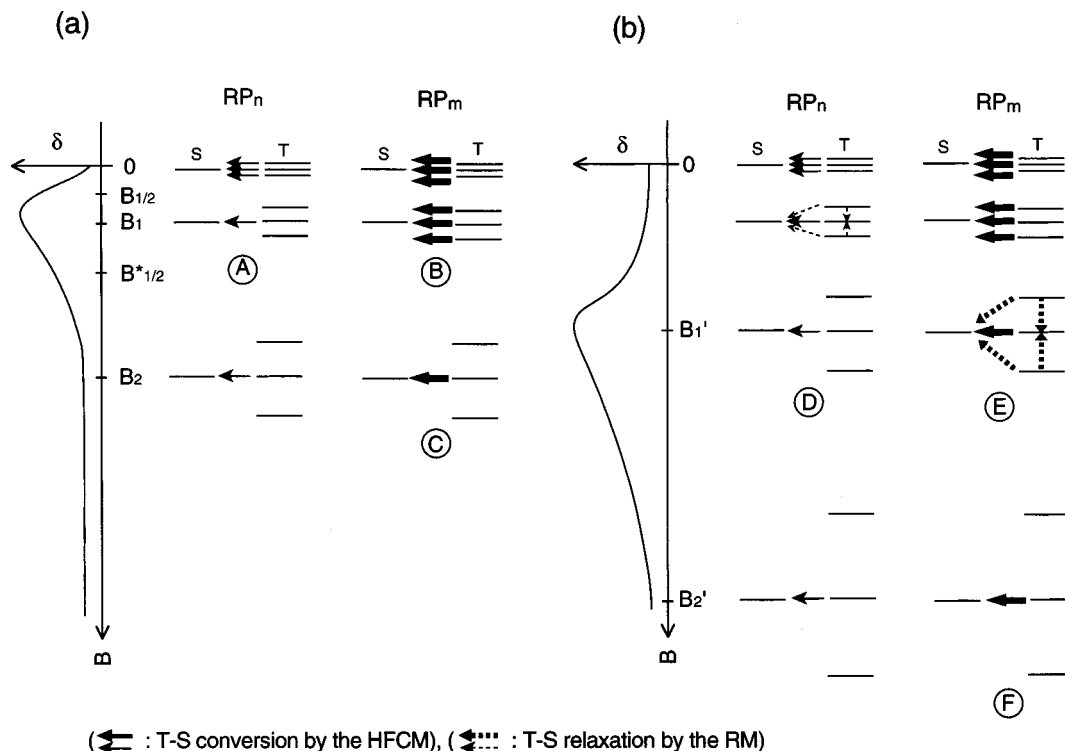 (a)
(b)
RPn
RPm
RPn
RPm
δ
S
T
S
T
δ
S
T
S
T
0
0
B1/2
B1
B*1/2
A
B
B1'
B2
D
E
C
B2'
B
B
F
( : T-S conversion by the HFCM), ( : T-S relaxation by the RM)